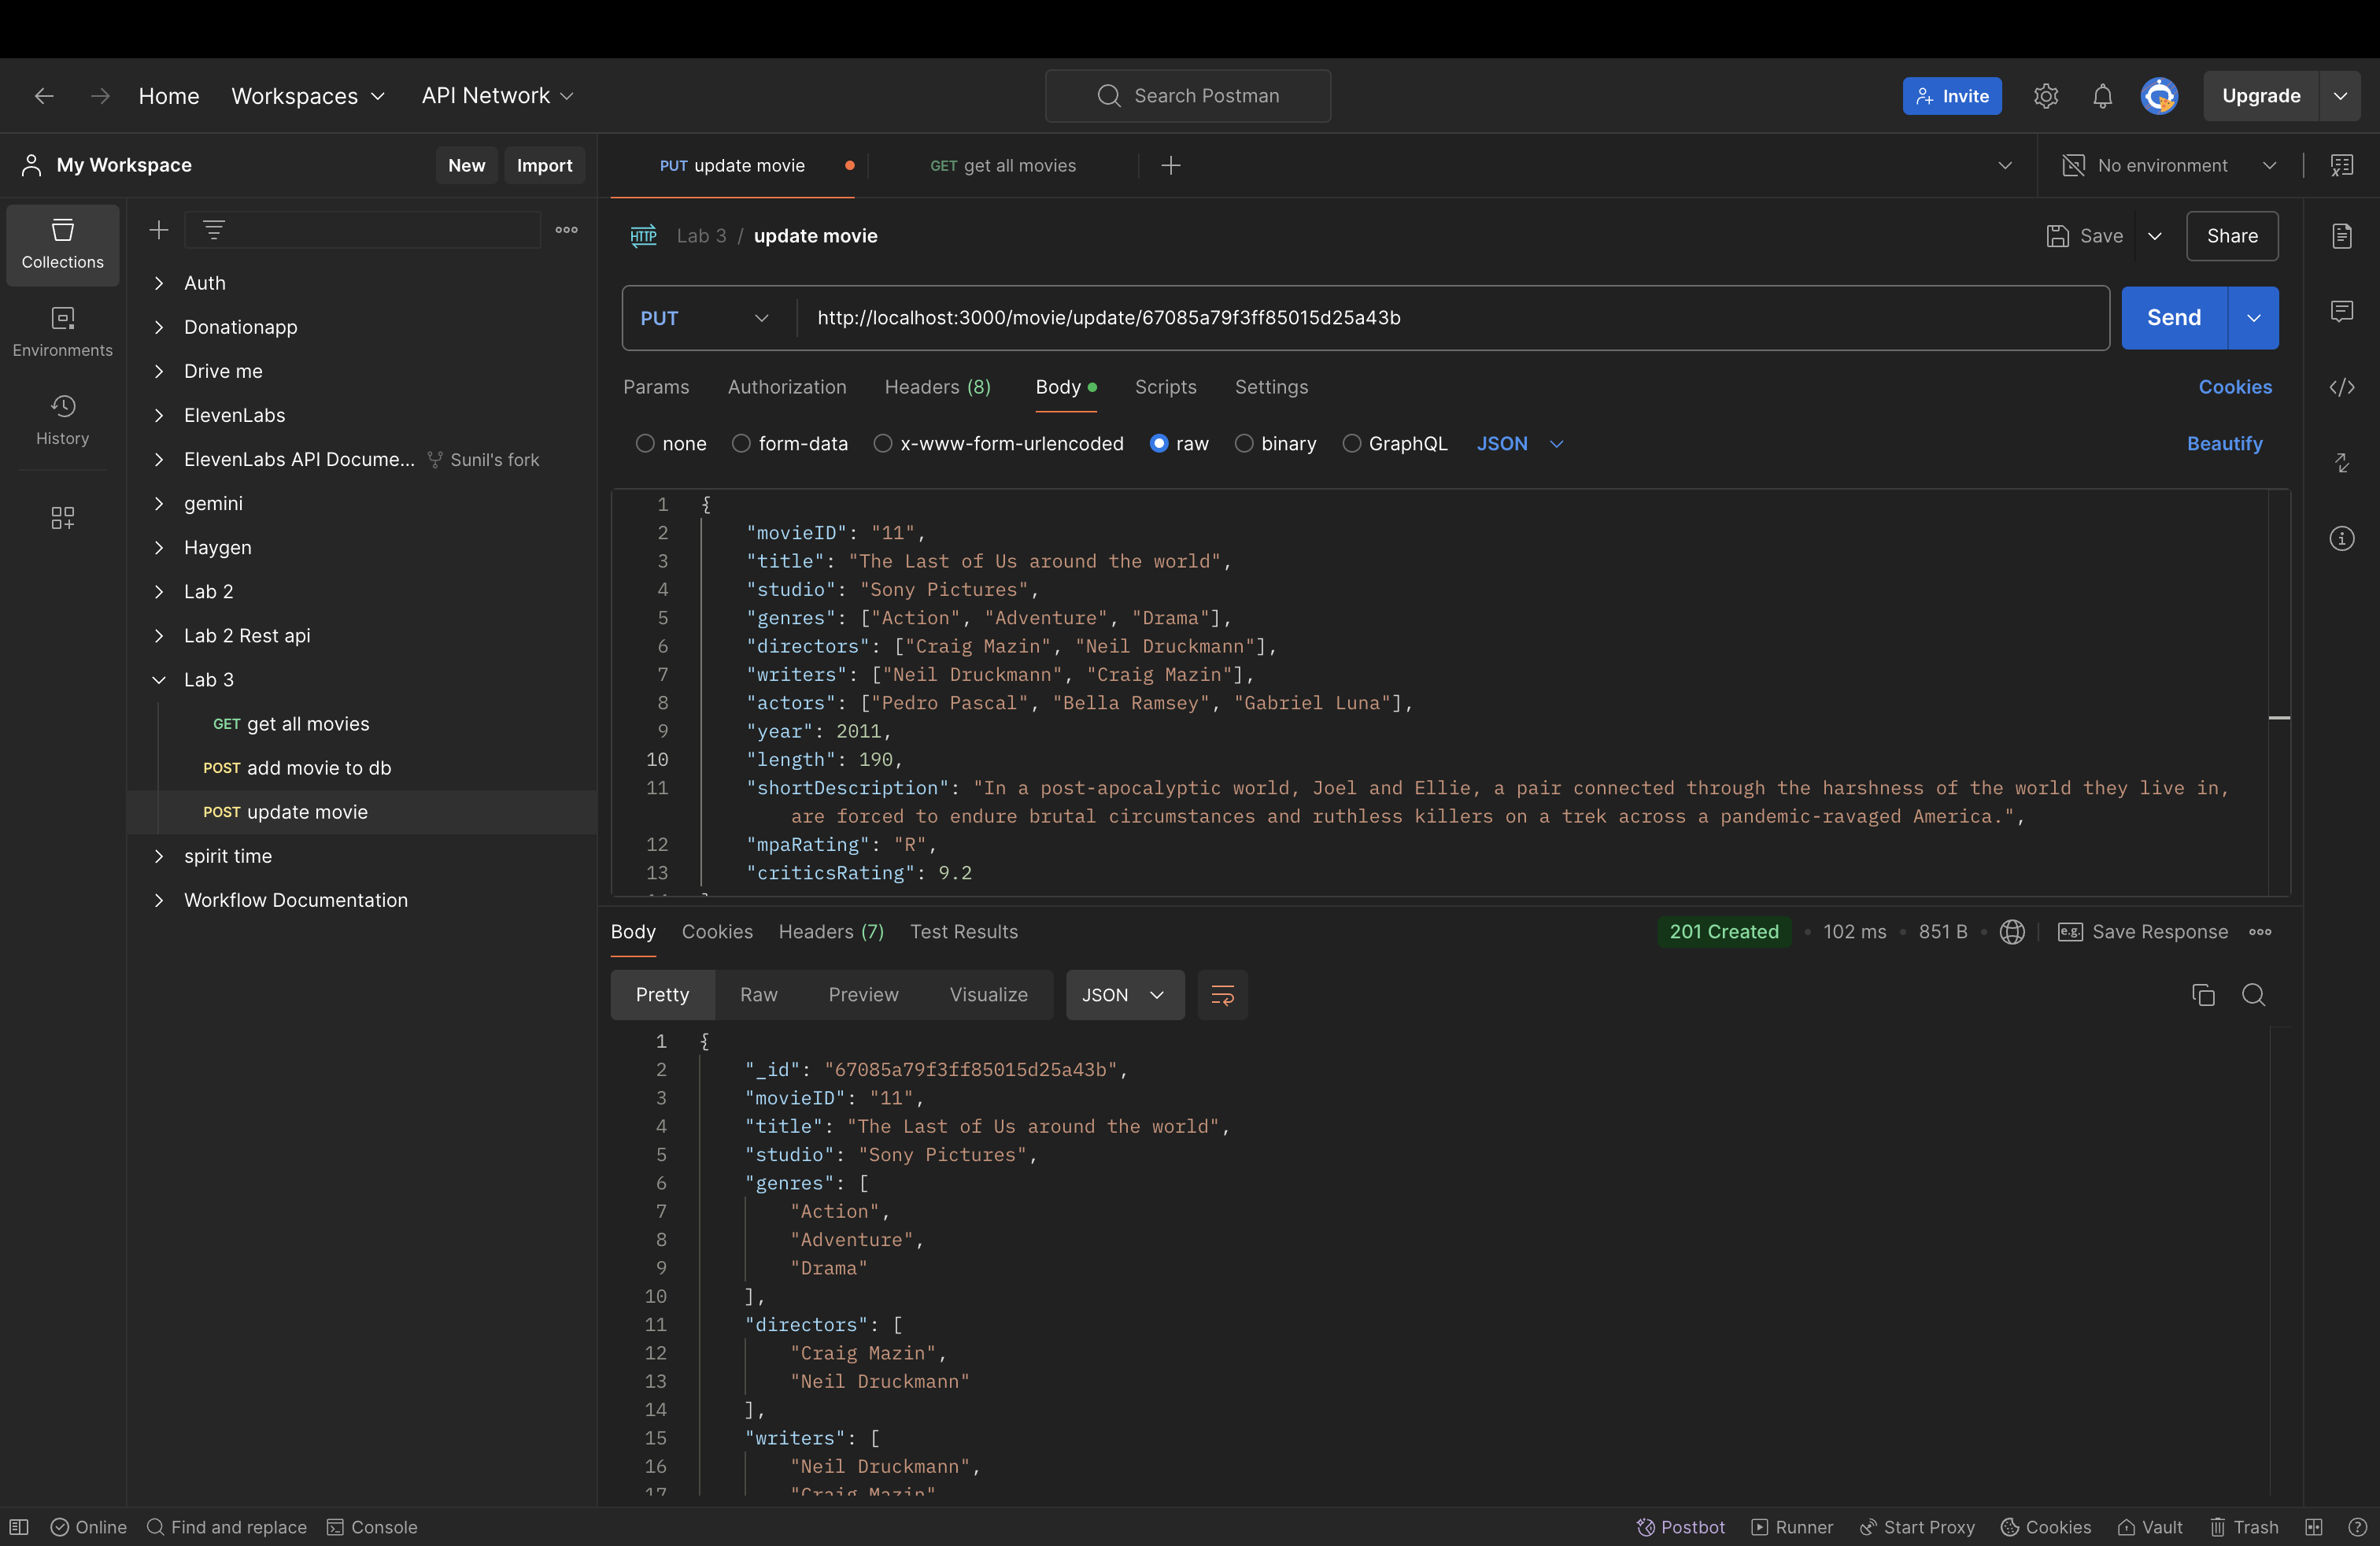 Home Workspaces API Network Search Postman Invite Upgrade
My Workspace New Import
PUT update movie GET get all movies No environment
Collections
Environments
History
Auth
Donationapp
Drive me
ElevenLabs
ElevenLabs API Docume... Sunil's fork
gemini
Haygen
Lab 2
Lab 2 Rest api
Lab 3
GET get all movies
POST add movie to db
POST update movie
spirit time
Workflow Documentation
HTTP Lab 3 / update movie Save Share
PUT http://localhost:3000/movie/update/67085a79f3ff85015d25a43b Send
Params Authorization Headers (8) Body Scripts Settings Cookies
none form-data x-www-form-urlencoded raw binary GraphQL JSON Beautify
1 {
2 "movieID": "11",
3 "title": "The Last of Us around the world",
4 "studio": "Sony Pictures",
5 "genres": ["Action", "Adventure", "Drama"],
6 "directors": ["Craig Mazin", "Neil Druckmann"],
7 "writers": ["Neil Druckmann", "Craig Mazin"],
8 "actors": ["Pedro Pascal", "Bella Ramsey", "Gabriel Luna"],
9 "year": 2011,
10 "length": 190,
11 "shortDescription": "In a post-apocalyptic world, Joel and Ellie, a pair connected through the harshness of the world they live in,
are forced to endure brutal circumstances and ruthless killers on a trek across a pandemic-ravaged America.",
12 "mpaRating": "R",
13 "criticsRating": 9.2
Body Cookies Headers (7) Test Results 201 Created • 102 ms • 851 B • e.g. Save Response
Pretty Raw Preview Visualize JSON
1 {
2 "_id": "67085a79f3ff85015d25a43b",
3 "movieID": "11",
4 "title": "The Last of Us around the world",
5 "studio": "Sony Pictures",
6 "genres": [
7 "Action",
8 "Adventure",
9 "Drama"
10 ],
11 "directors": [
12 "Craig Mazin",
13 "Neil Druckmann"
14 ],
15 "writers": [
16 "Neil Druckmann",
17 "Craig Mazin"
Online Find and replace Console Postbot Runner Start Proxy Cookies Vault Trash